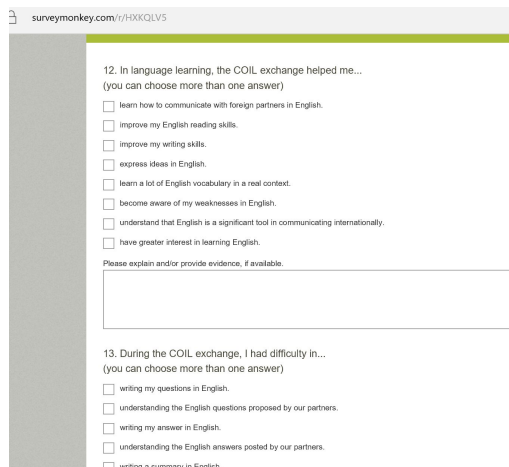 surveymonkey.com/r/HXKQLV5
12. In language learning, the COIL exchange helped me...
(you can choose more than one answer)
learn how to communicate with foreign partners in English.
improve my English reading skills.
improve my writing skills.
express ideas in English.
learn a lot of English vocabulary in a real context.
become aware of my weaknesses in English.
understand that English is a significant tool in communicating internationally.
have greater interest in learning English.
Please explain and/or provide evidence, if available.
13. During the COIL exchange, I had difficulty in...
(you can choose more than one answer)
writing my questions in English.
understanding the English questions proposed by our partners.
writing my answer in English.
understanding the English answers posted by our partners.
writing a summary in English.